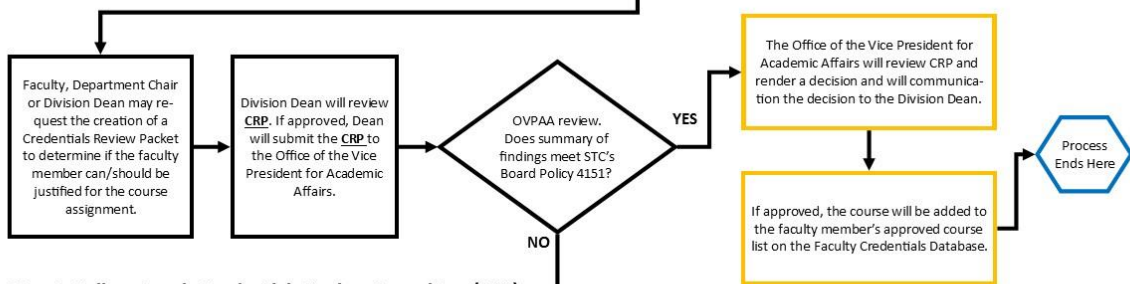 Faculty, Department Chair
or Division Dean may re-
quest the creation of a
Credentials Review Packet
to determine if the faculty
member can/should be
justified for the course
assignment.
Division Dean will review
CRP. If approved, Dean
will submit the CRP to
the Office of the Vice
President for Academic
Affairs.
OVPAA review.
Does summary of
findings meet STC's
Board Policy 4151?
YES
NO
The Office of the Vice President for
Academic Affairs will review CRP and
render a decision and will communica-
tion the decision to the Division Dean.
If approved, the course will be added to
the faculty member's approved course
list on the Faculty Credentials Database.
Process
Ends Here